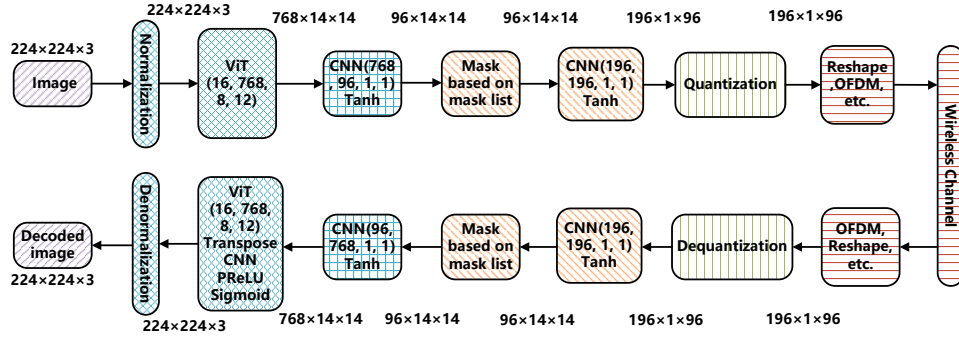 224×224×3
768×14×14
96×14×14
96×14×14
196×1×96
196×1×96
224×224×3
Image
Normalization
ViT
(16, 768,
8, 12)
CNN(768
, 96, 1, 1)
Tanh
Mask
based on
mask list
CNN(196,
196, 1, 1)
Tanh
Quantization
Reshape
,OFDM,
etc.
Wireless Channel
Decoded
image
224×224×3
Denormalization
ViT
(16, 768,
8, 12)
Transpose
CNN
PReLU
Sigmoid
CNN(96,
768, 1, 1)
Tanh
Mask
based on
mask list
CNN(196,
196, 1, 1)
Tanh
Dequantization
OFDM,
Reshape,
etc.
224×224×3
768×14×14
96×14×14
96×14×14
196×1×96
196×1×96